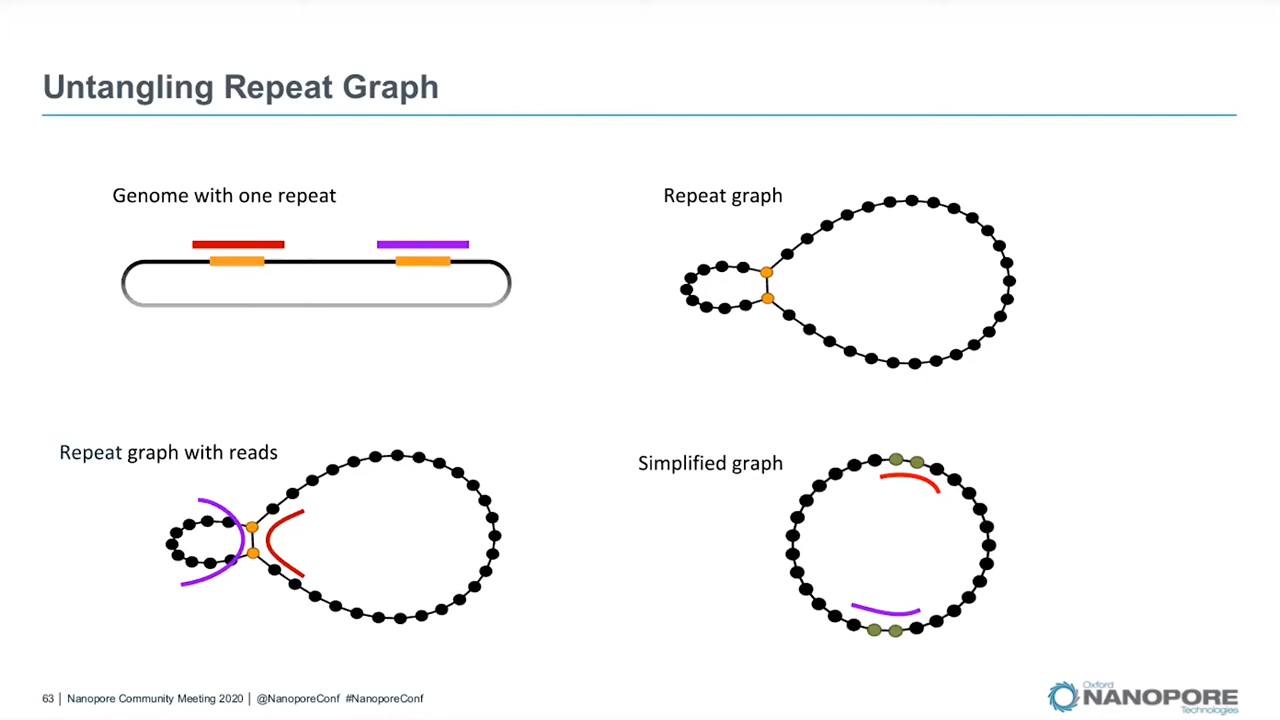 Untangling Repeat Graph
Genome with one repeat
Repeat graph
Repeat graph with reads
Simplified graph
63 | Nanopore Community Meeting 2020 | @NanoporeConf #NanoporeConf
Oxford
NANOPORE
Technologies